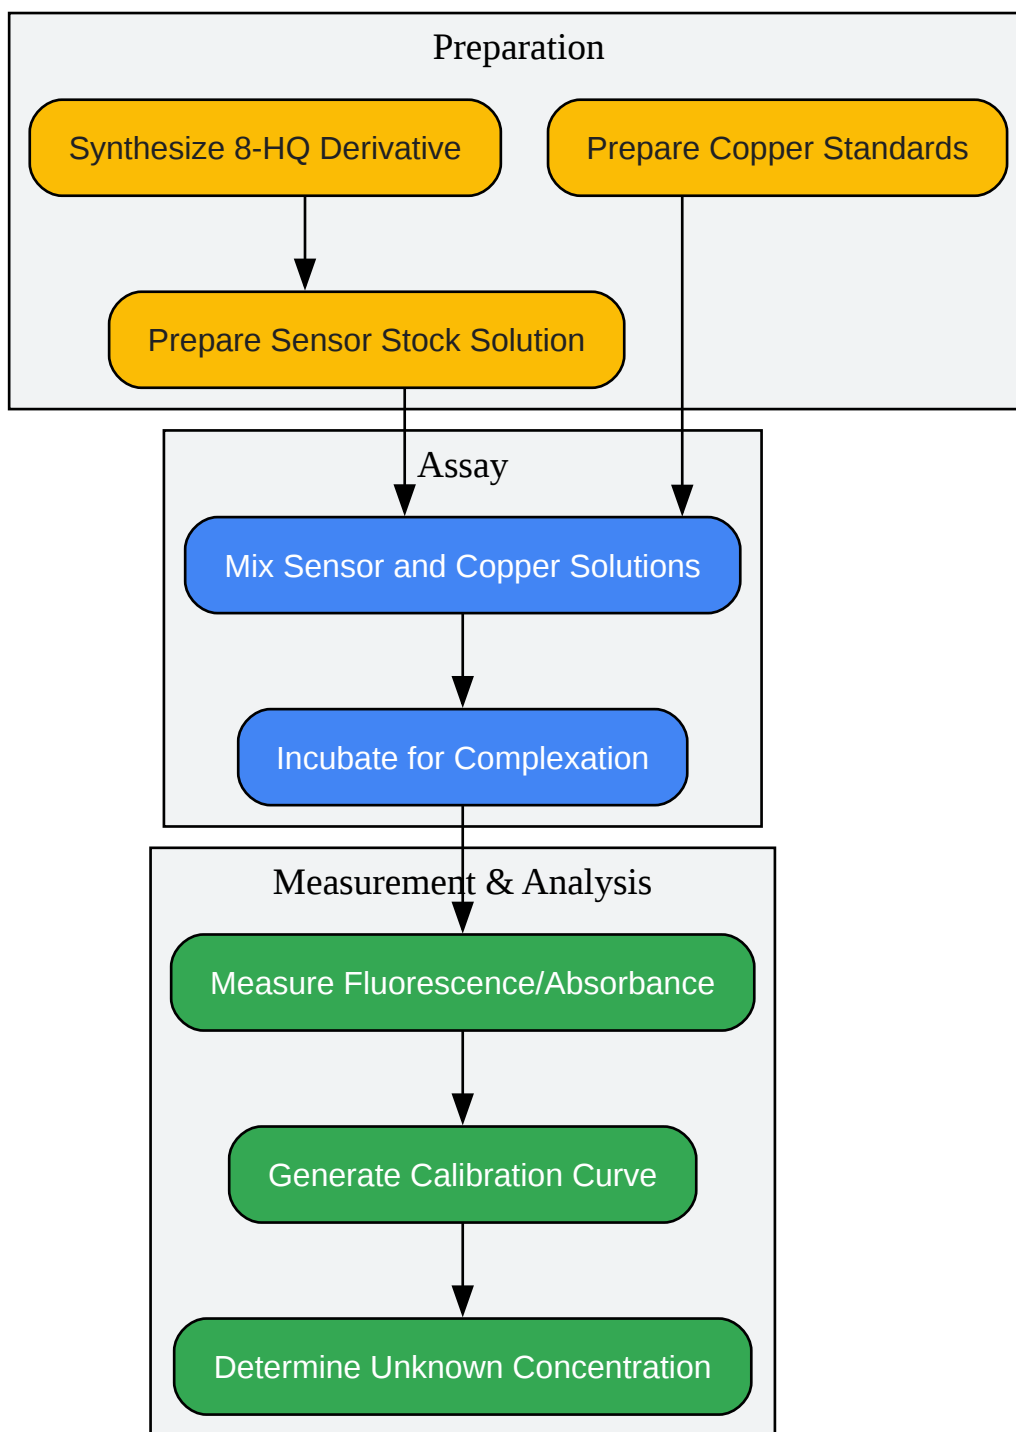 Preparation
Synthesize 8-HQ Derivative
Prepare Copper Standards
Prepare Sensor Stock Solution
Assay
Mix Sensor and Copper Solutions
Incubate for Complexation
Measurement & Analysis
Measure Fluorescence/Absorbance
Generate Calibration Curve
Determine Unknown Concentration